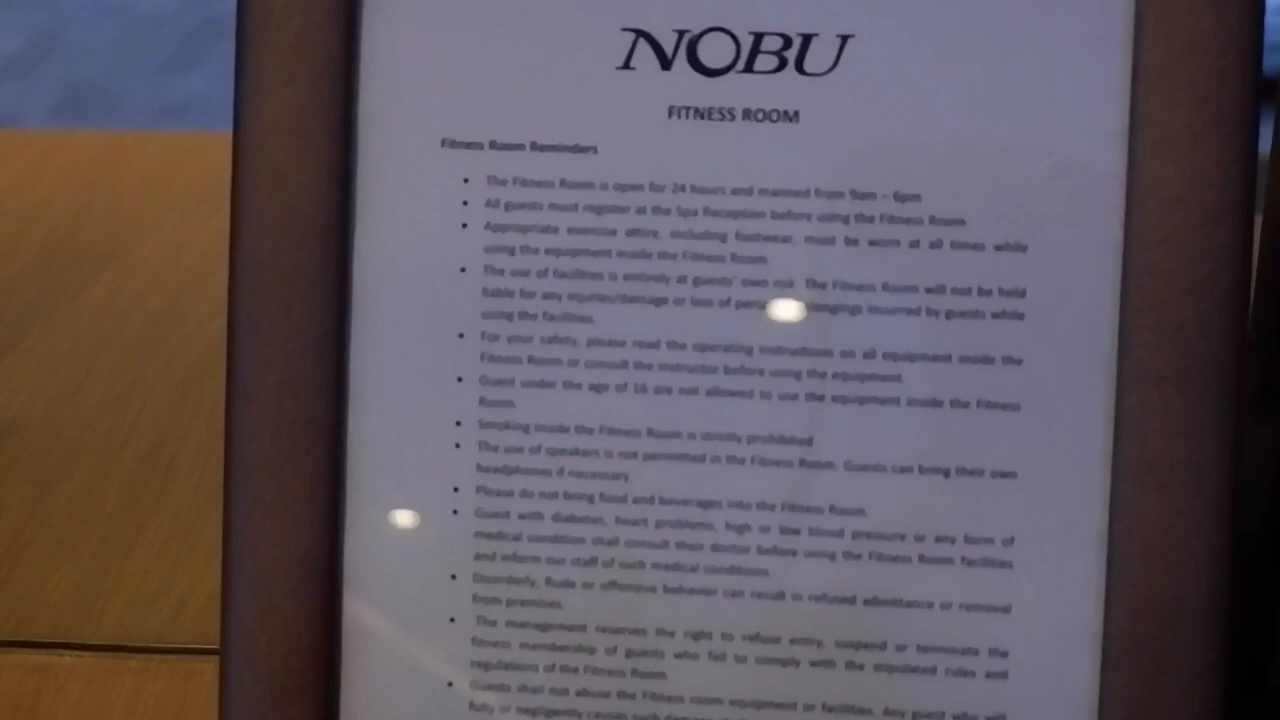 NOBU
FITNESS ROOM
Fitness Room Reminders
• The Fitness Room is open for 24 hours and manned from 9am – 6pm
• All guests must register at the Spa Reception before using the Fitness Room
• Appropriate exercise attire, including footwear, must be worn at all times while
using the equipment inside the Fitness Room.
• The use of facilities is entirely at guests' own risk. The Fitness Room will not be held
liable for any injuries/damage or loss of incurred by guests while
using the facilities.
• For your safety, please read the operating instructions on all equipment inside the
Fitness Room or consult the instructor before using the equipment.
• Guest under the age of 16 are not allowed to use the equipment inside the Fitness
Room.
• Smoking inside the Fitness Room is strictly prohibited
• The use of speakers is not permitted in the Fitness Room. Guests can bring their own
headphones if necessary.
• Please do not bring food and beverages into the Fitness Room.
• Guest with diabetes, heart problems, high or low blood pressure or any form of
medical condition shall consult their doctor before using the Fitness Room facilities
and inform our staff of such medical conditions.
• Disorderly, Rude or offensive behavior can result in refused admittance or removal
from premises.
• The management reserves the right to refuse entry, suspend or terminate the
fitness membership of guests who fail to comply with the stipulated rules and
regulations of the Fitness Room
• Guests shall not abuse the Fitness room equipment or facilities. Any guest who will
fully or negligently causes such